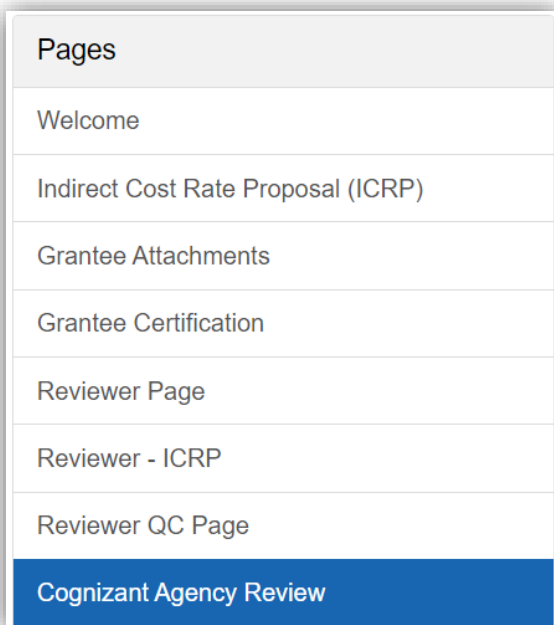 Pages
Welcome
Indirect Cost Rate Proposal (ICRP)
Grantee Attachments
Grantee Certification
Reviewer Page
Reviewer - ICRP
Reviewer QC Page
Cognizant Agency Review